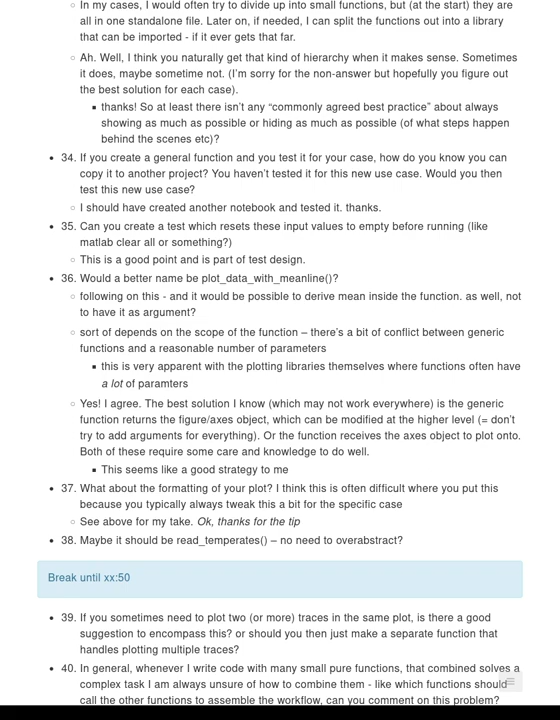 In my cases, I would often try to divide up into small functions, but (at the start) they are
all in one standalone file. Later on, if needed, I can split the functions out into a library
that can be imported - if it ever gets that far.
Ah. Well, I think you naturally get that kind of hierarchy when it makes sense. Sometimes
it does, maybe sometime not. (I’m sorry for the non-answer but hopefully you figure out
the best solution for each case).
thanks! So at least there isn’t any “commonly agreed best practice” about always
showing as much as possible or hiding as much as possible (of what steps happen
behind the scenes etc)?
34. If you create a general function and you test it for your case, how do you know you can
copy it to another project? You haven’t tested it for this new use case. Would you then
test this new use case?
I should have created another notebook and tested it. thanks.
35. Can you create a test which resets these input values to empty before running (like
matlab clear all or something?)
This is a good point and is part of test design.
36. Would a better name be plot_data_with_meanline()?
following on this - and it would be possible to derive mean inside the function. as well, not
to have it as argument?
sort of depends on the scope of the function – there’s a bit of conflict between generic
functions and a reasonable number of parameters
this is very apparent with the plotting libraries themselves where functions often have
a lot of paramters
Yes! I agree. The best solution I know (which may not work everywhere) is the generic
function returns the figure/axes object, which can be modified at the higher level (= don’t
try to add arguments for everything). Or the function receives the axes object to plot onto.
Both of these require some care and knowledge to do well.
This seems like a good strategy to me
37. What about the formatting of your plot? I think this is often difficult where you put this
because you typically always tweak this a bit for the specific case
See above for my take. Ok, thanks for the tip
38. Maybe it should be read_temperates() – no need to overabstract?
Break until xx:50
39. If you sometimes need to plot two (or more) traces in the same plot, is there a good
suggestion to encompass this? or should you then just make a separate function that
handles plotting multiple traces?
40. In general, whenever I write code with many small pure functions, that combined solves a
complex task I am always unsure of how to combine them - like which functions should
call the other functions to assemble the workflow, can you comment on this problem?